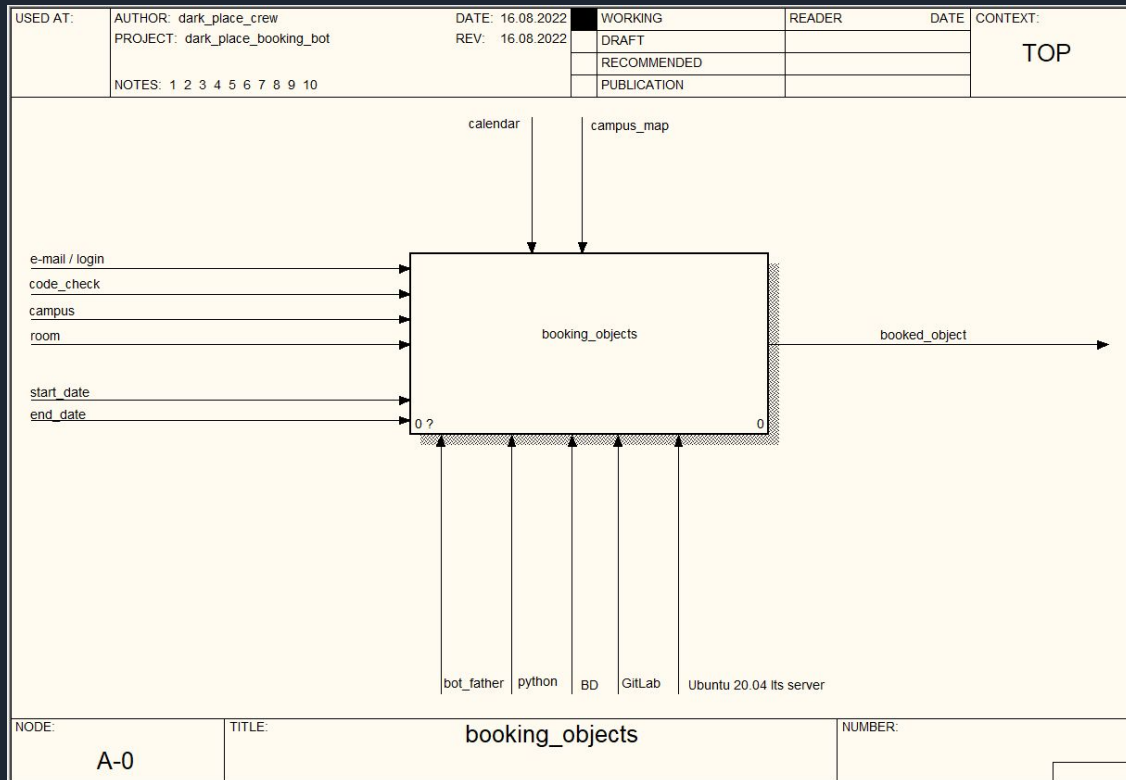 USED AT:
AUTHOR: dark_place_crew
DATE: 16.08.2022
PROJECT: dark_place_booking_bot
REV: 16.08.2022
NOTES: 1 2 3 4 5 6 7 8 9 10
WORKING
DRAFT
RECOMMENDED
PUBLICATION
READER
DATE
CONTEXT:
TOP
calendar
campus_map
e-mail / login
code_check
campus
room
start_date
end_date
booking_objects
0 ?
0
booked_object
bot_father
python
BD
GitLab
Ubuntu 20.04 lts server
NODE:
A-0
TITLE:
booking_objects
NUMBER: